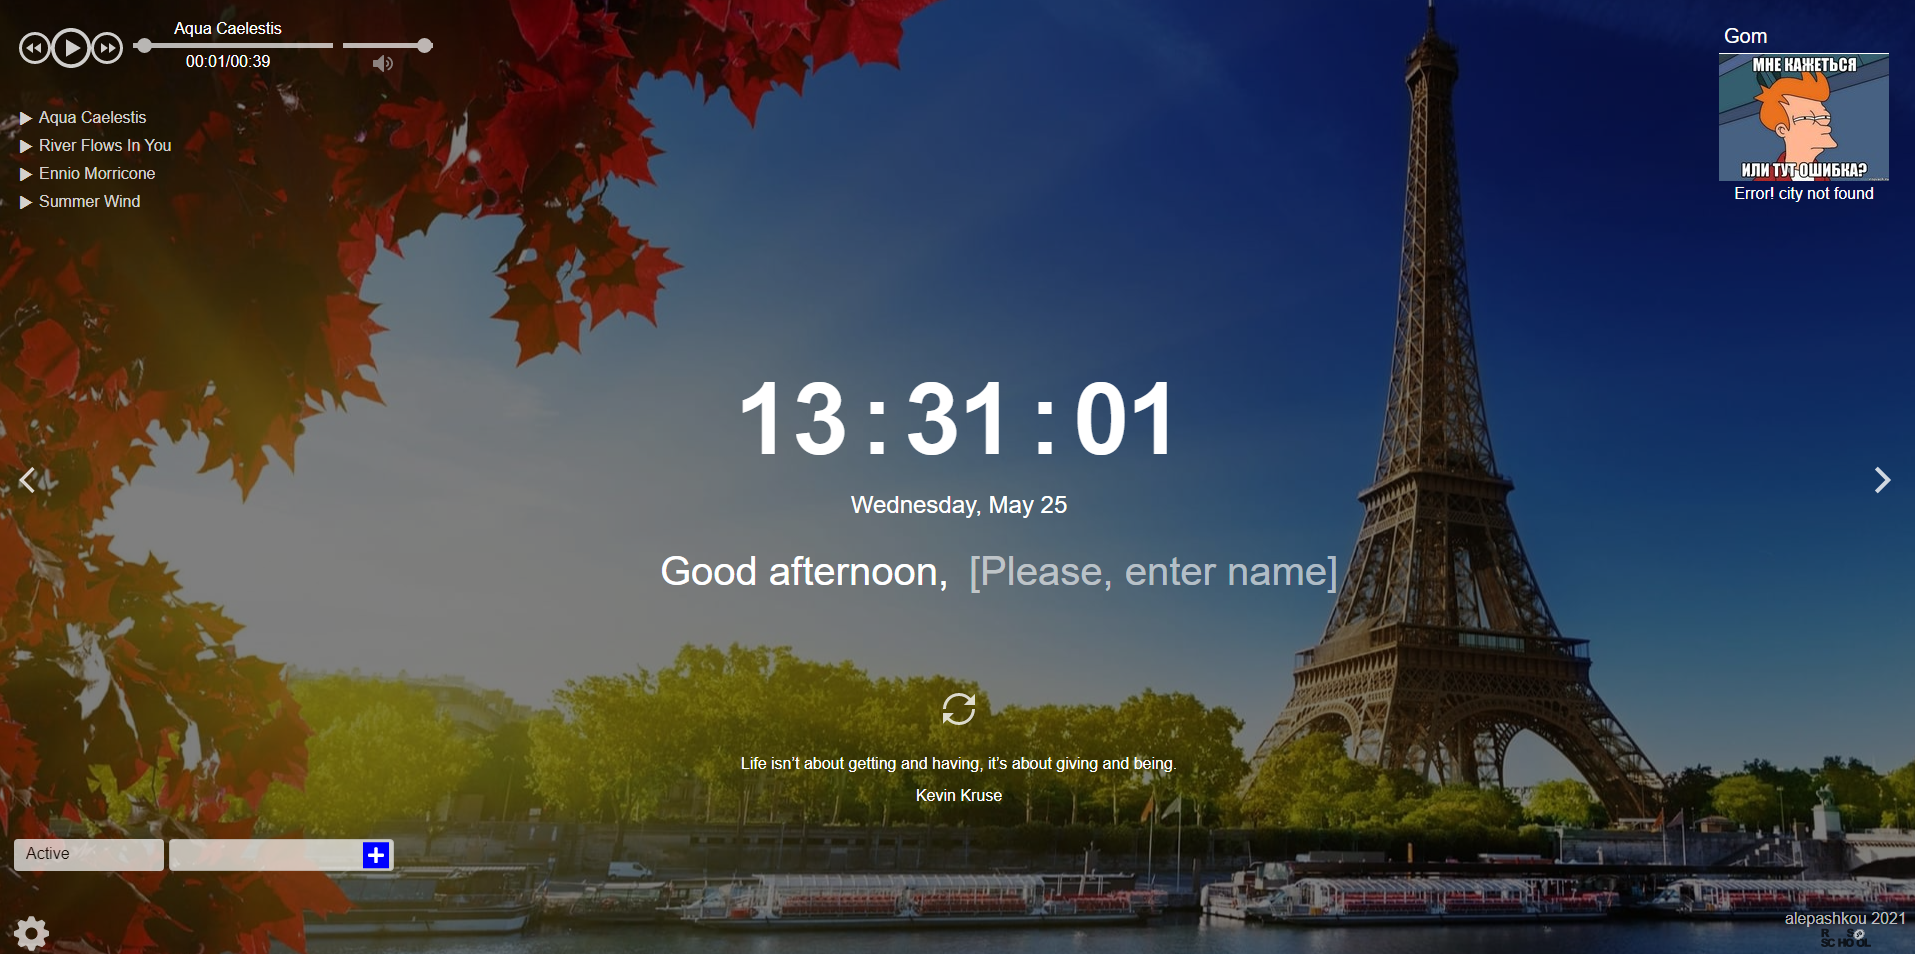 Aqua Caelestis
00:01/00:39
Aqua Caelestis
River Flows In You
Ennio Morricone
Summer Wind
Gom
МНЕ КАЖЕТЬСЯ
ИЛИ ТУТ ОШИБКА?
Error! city not found
13:31:01
Wednesday, May 25
Good afternoon, [Please, enter name]
Life isn’t about getting and having, it’s about giving and being.
Kevin Kruse
Active
alepashkou 2021
R S
SCHOOL